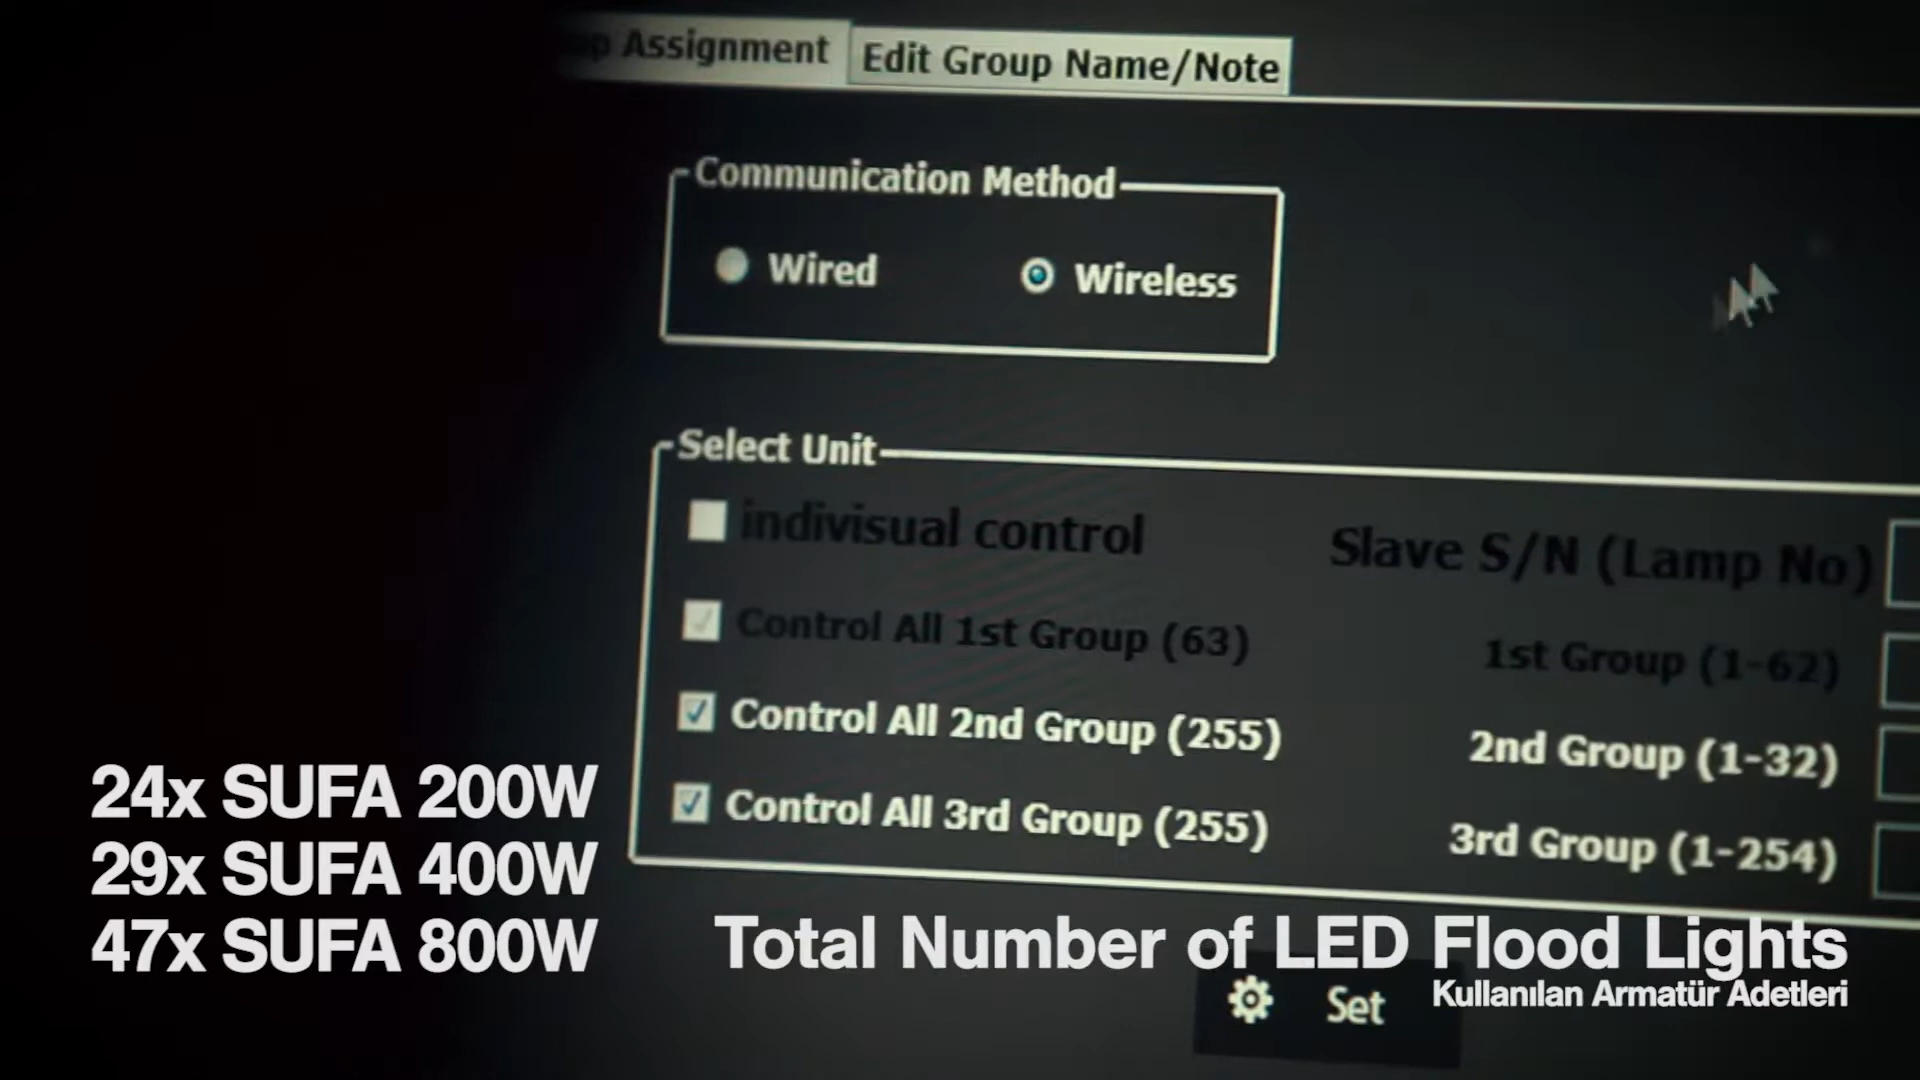 Assignment
Edit Group Name/Note
Communication Method
Wired
Wireless
Select Unit
indivisual control
Slave S/N (Lamp No)
Control All 1st Group (63)
1st Group (1-62)
Control All 2nd Group (255)
2nd Group (1-32)
Control All 3rd Group (255)
3rd Group (1-254)
24x SUFA 200W
29x SUFA 400W
47x SUFA 800W
Total Number of LED Flood Lights
Kullanılan Armatür Adetleri
Set